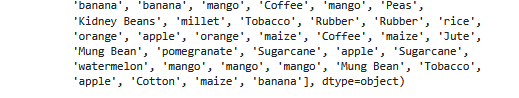 'banana', 'banana', 'mango', 'Coffee', 'mango', 'Peas',
'Kidney Beans', 'millet', 'Tobacco', 'Rubber', 'Rubber', 'rice',
'orange', 'apple', 'orange', 'maize', 'Coffee', 'maize', 'Jute',
'Mung Bean', 'pomegranate', 'Sugarcane', 'apple', 'Sugarcane',
'watermelon', 'mango', 'mango', 'mango', 'Mung Bean', 'Tobacco',
'apple', 'Cotton', 'maize', 'banana'], dtype=object)